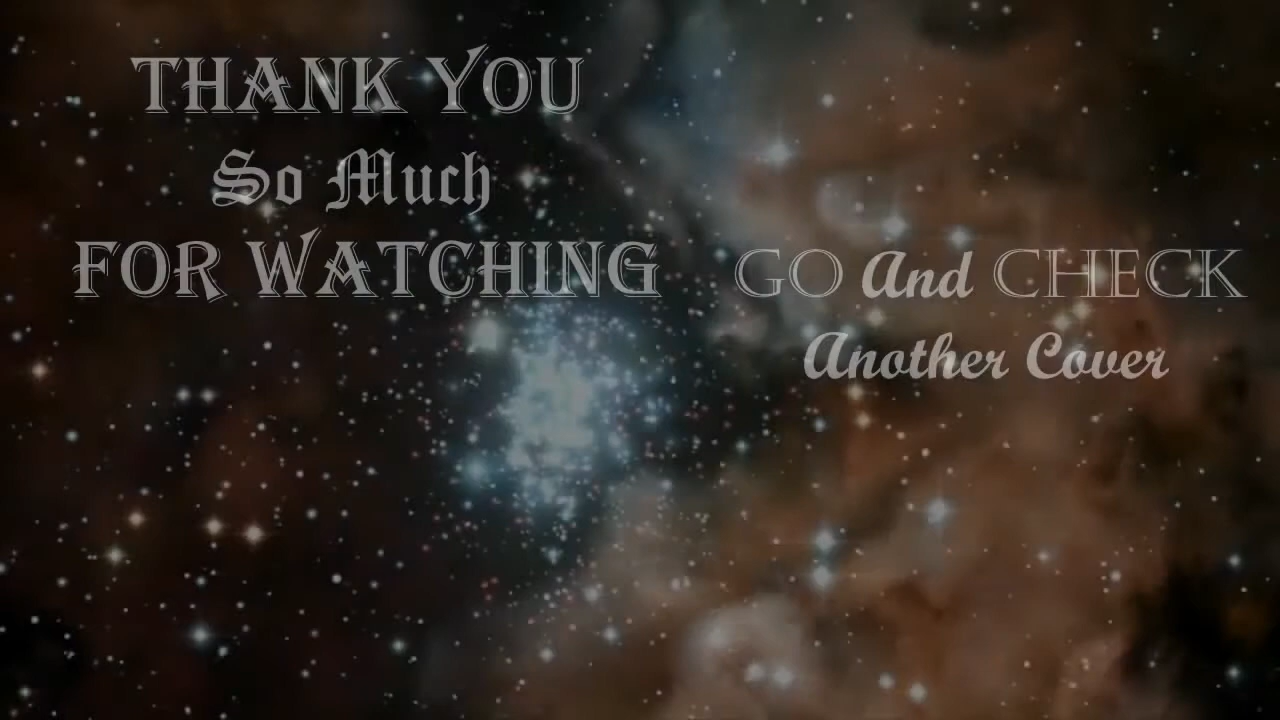 THANK YOU
So Much
FOR WATCHING
GO And CHECK
Another Cover